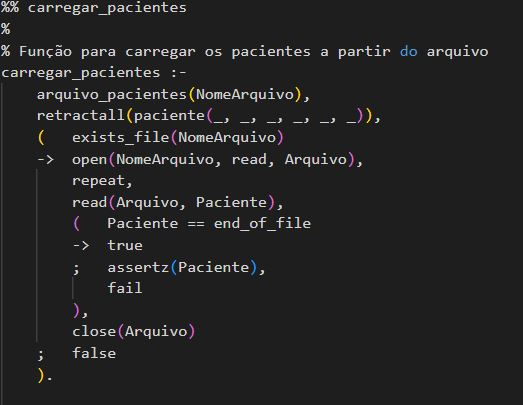 %% carregar_pacientes
%
% Função para carregar os pacientes a partir do arquivo
carregar_pacientes :-
    arquivo_pacientes(NomeArquivo),
    retractall(paciente(_, _, _, _, _, _)),
    (   exists_file(NomeArquivo)
    ->  open(NomeArquivo, read, Arquivo),
        repeat,
        read(Arquivo, Paciente),
        (   Paciente == end_of_file
        ->  true
        ;   assertz(Paciente),
            fail
        ),
        close(Arquivo)
    ;   false
    ).